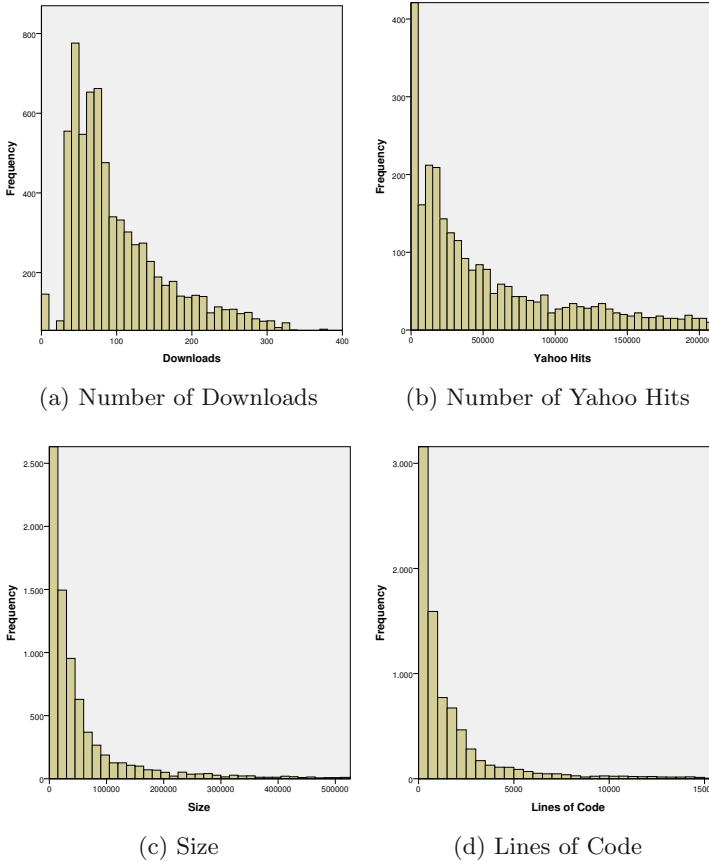 800
600
400
200
Frequency
0 100 200 300 400
Downloads
(a) Number of Downloads
400
300
200
100
0
Frequency
0 50000 100000 150000 200000
Yahoo Hits
(b) Number of Yahoo Hits
2.500
2.000
1.500
1.000
500
0
Frequency
0 100000 200000 300000 400000 500000
Size
(c) Size
3.000
2.000
1.000
0
Frequency
0 5000 10000
Lines of Code
(d) Lines of Code